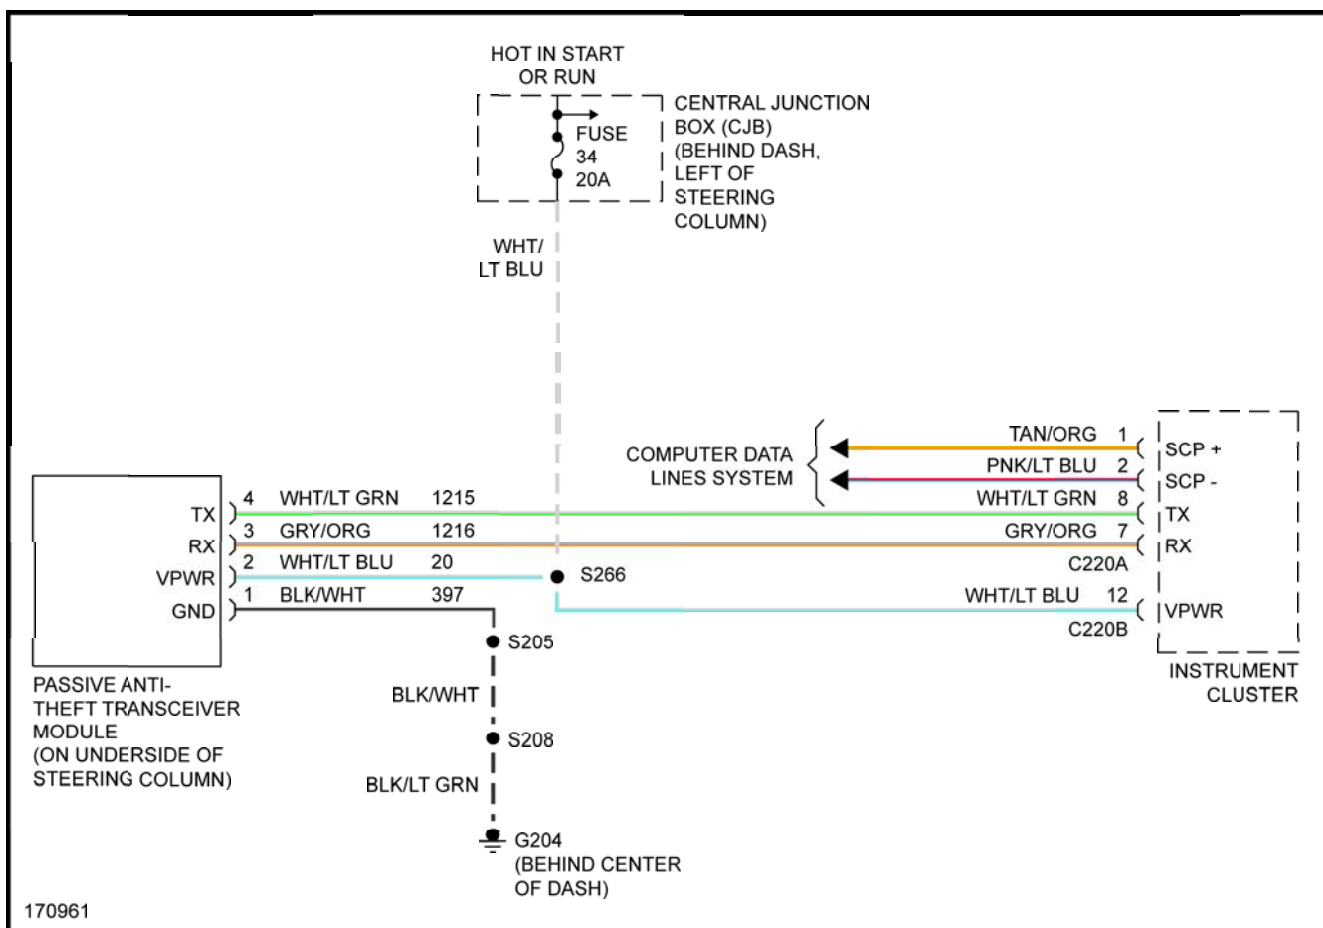 HOT IN START
OR RUN
FUSE
34
20A
CENTRAL JUNCTION
BOX (CJB)
(BEHIND DASH,
LEFT OF
STEERING
COLUMN)
WHT/
LT BLU
COMPUTER DATA
LINES SYSTEM
TAN/ORG 1
SCP +
PNK/LT BLU 2
SCP -
WHT/LT GRN 8
TX
GRY/ORG 7
RX
C220A
WHT/LT BLU 12
VPWR
C220B
INSTRUMENT
CLUSTER
TX
4 WHT/LT GRN 1215
RX
3 GRY/ORG 1216
VPWR
2 WHT/LT BLU 20
GND
1 BLK/WHT 397
S266
S205
BLK/WHT
S208
BLK/LT GRN
G204
(BEHIND CENTER
OF DASH)
PASSIVE ANTI-
THEFT TRANSCEIVER
MODULE
(ON UNDERSIDE OF
STEERING COLUMN)
170961